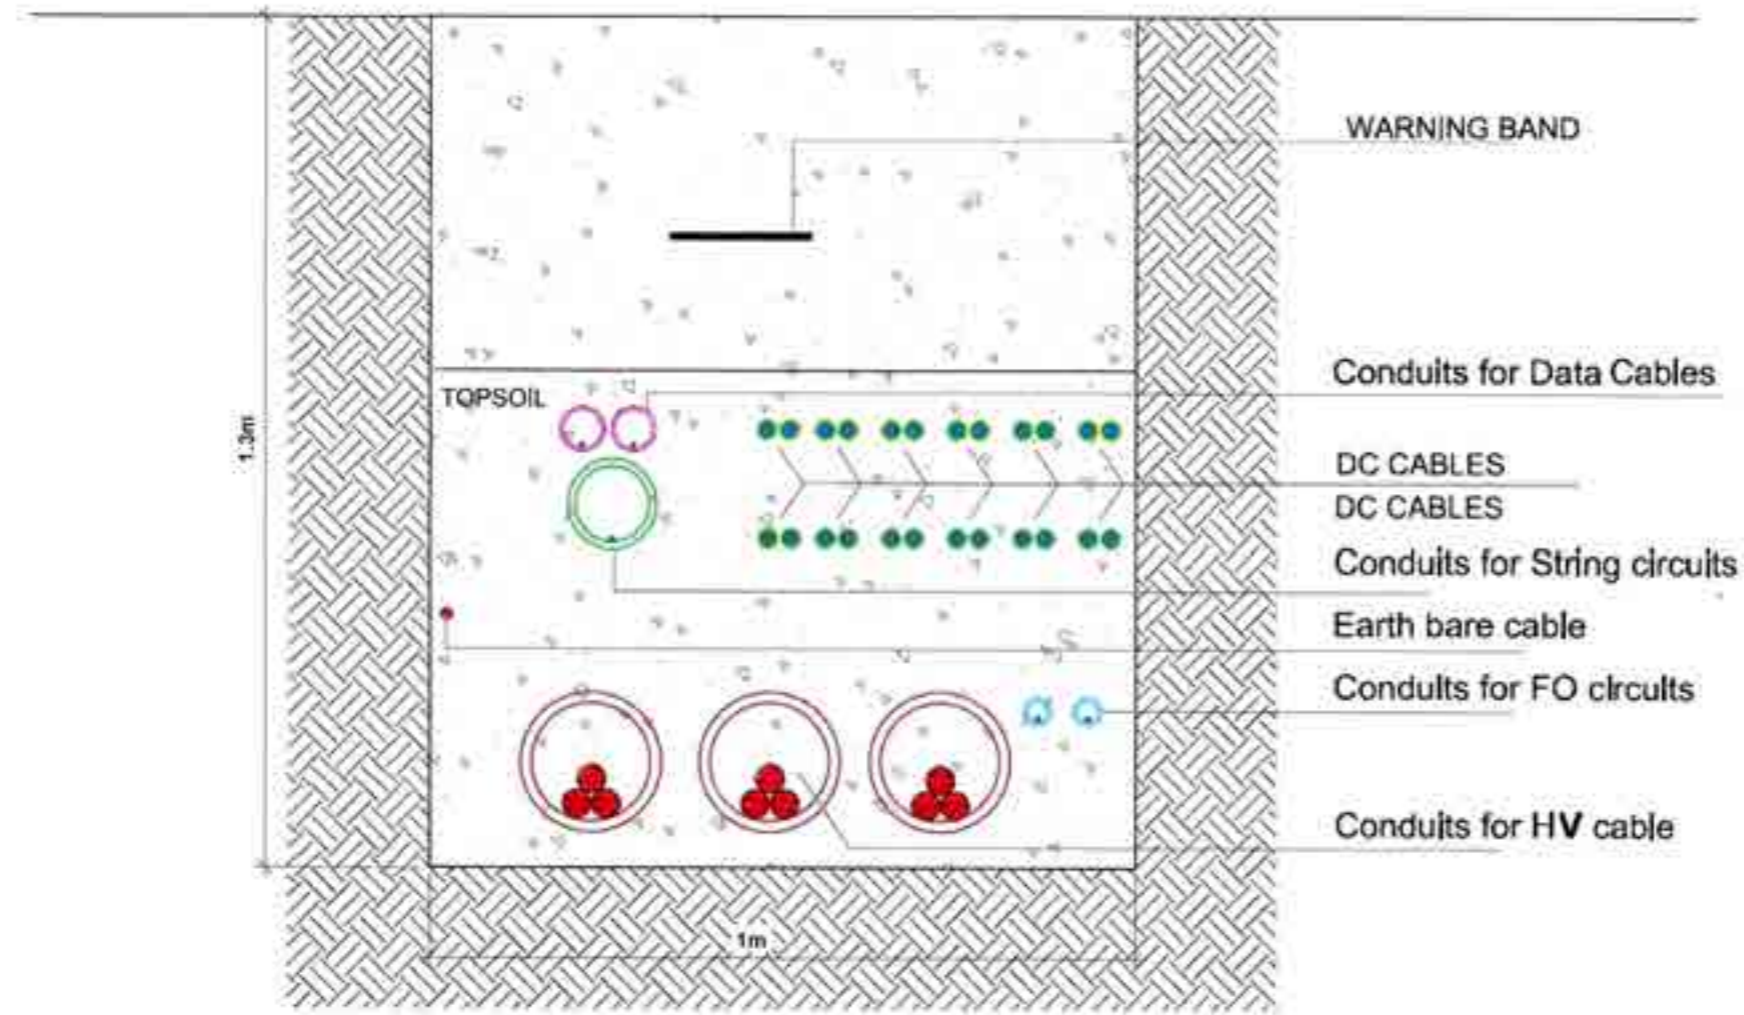 WARNING BAND
Conduits for Data Cables
TOPSOIL
1.3m
DC CABLES
DC CABLES
Conduits for String circuits
Earth bare cable
Conduits for FO circuits
Conduits for HV cable
1m